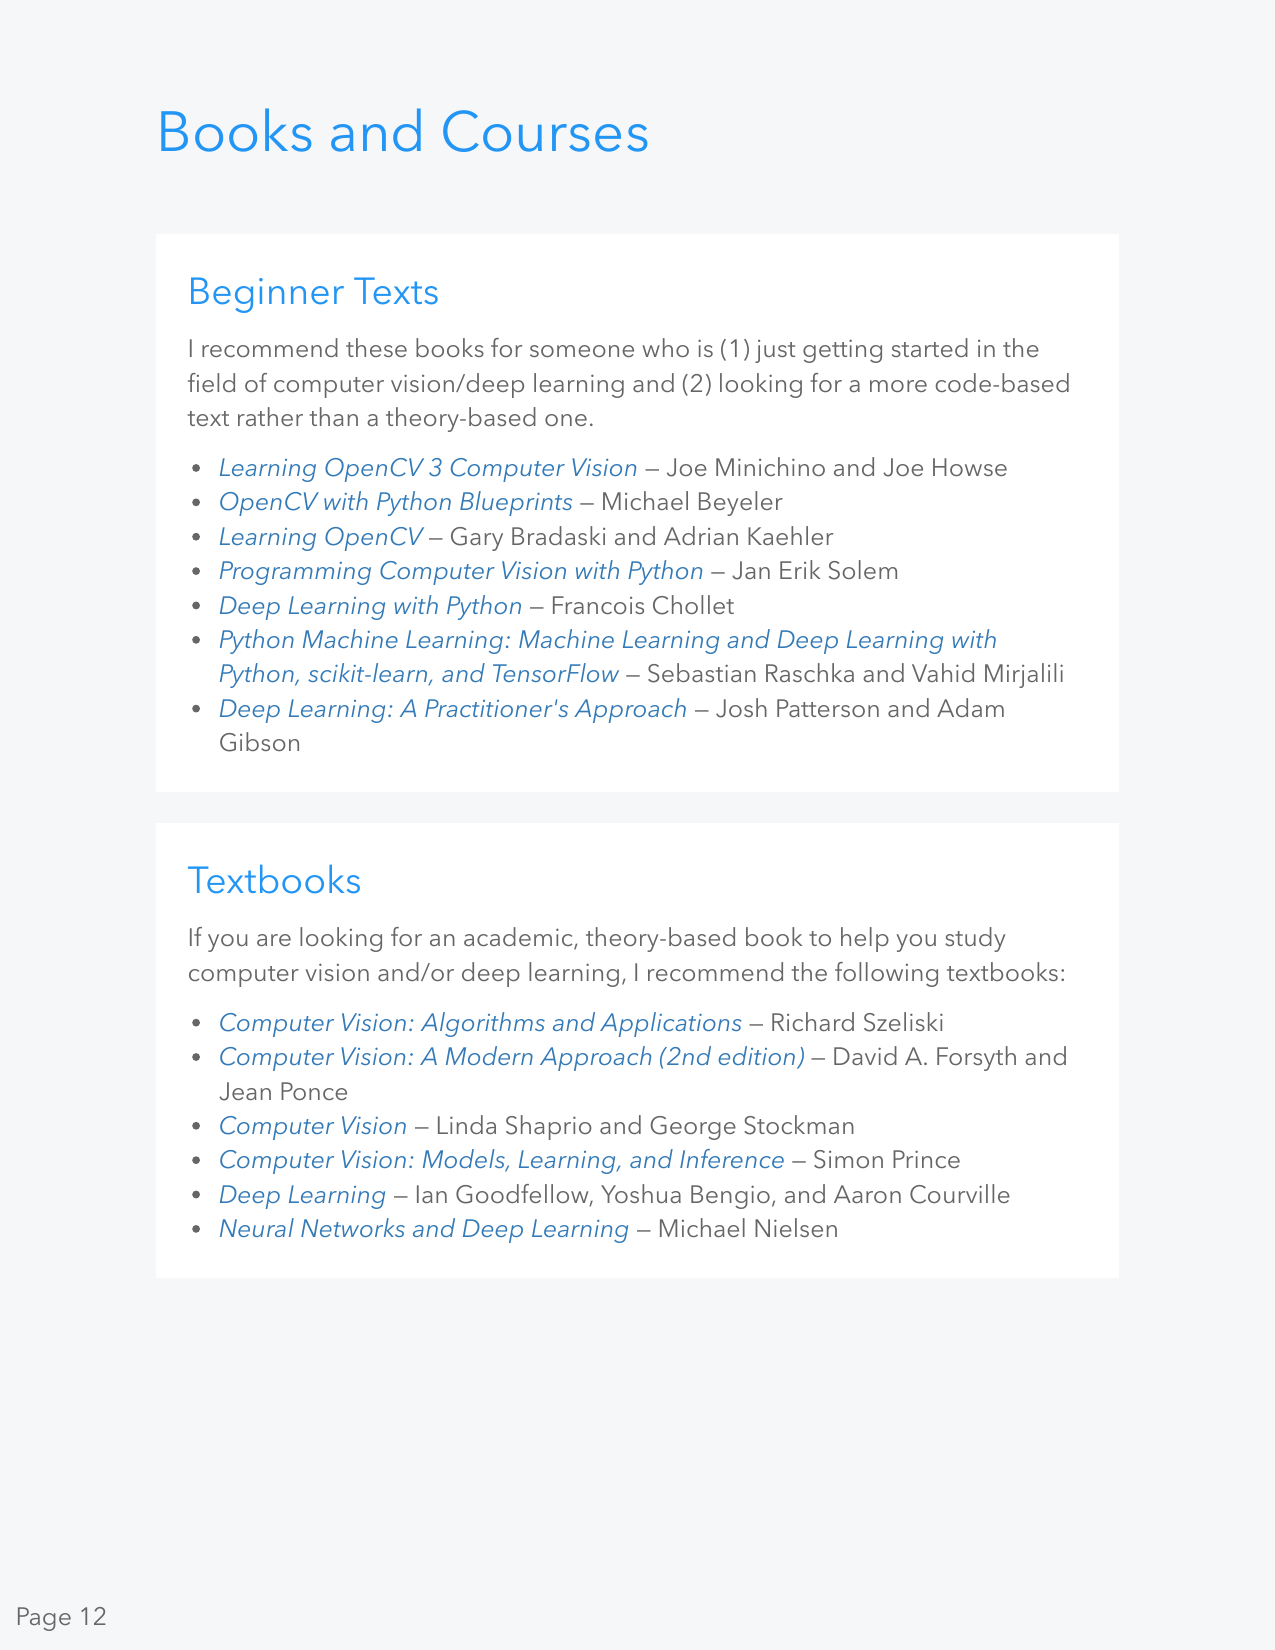 Books and Courses
Beginner Texts
I recommend these books for someone who is (1) just getting started in the
field of computer vision/deep learning and (2) looking for a more code-based
text rather than a theory-based one.
• Learning OpenCV 3 Computer Vision — Joe Minichino and Joe Howse
• OpenCV with Python Blueprints — Michael Beyeler
• Learning OpenCV — Gary Bradaski and Adrian Kaehler
• Programming Computer Vision with Python — Jan Erik Solem
• Deep Learning with Python — Francois Chollet
• Python Machine Learning: Machine Learning and Deep Learning with
Python, scikit-learn, and TensorFlow — Sebastian Raschka and Vahid Mirjalili
• Deep Learning: A Practitioner's Approach — Josh Patterson and Adam
Gibson
Textbooks
If you are looking for an academic, theory-based book to help you study
computer vision and/or deep learning, I recommend the following textbooks:
• Computer Vision: Algorithms and Applications — Richard Szeliski
• Computer Vision: A Modern Approach (2nd edition) — David A. Forsyth and
Jean Ponce
• Computer Vision — Linda Shaprio and George Stockman
• Computer Vision: Models, Learning, and Inference — Simon Prince
• Deep Learning — Ian Goodfellow, Yoshua Bengio, and Aaron Courville
• Neural Networks and Deep Learning — Michael Nielsen
Page 12